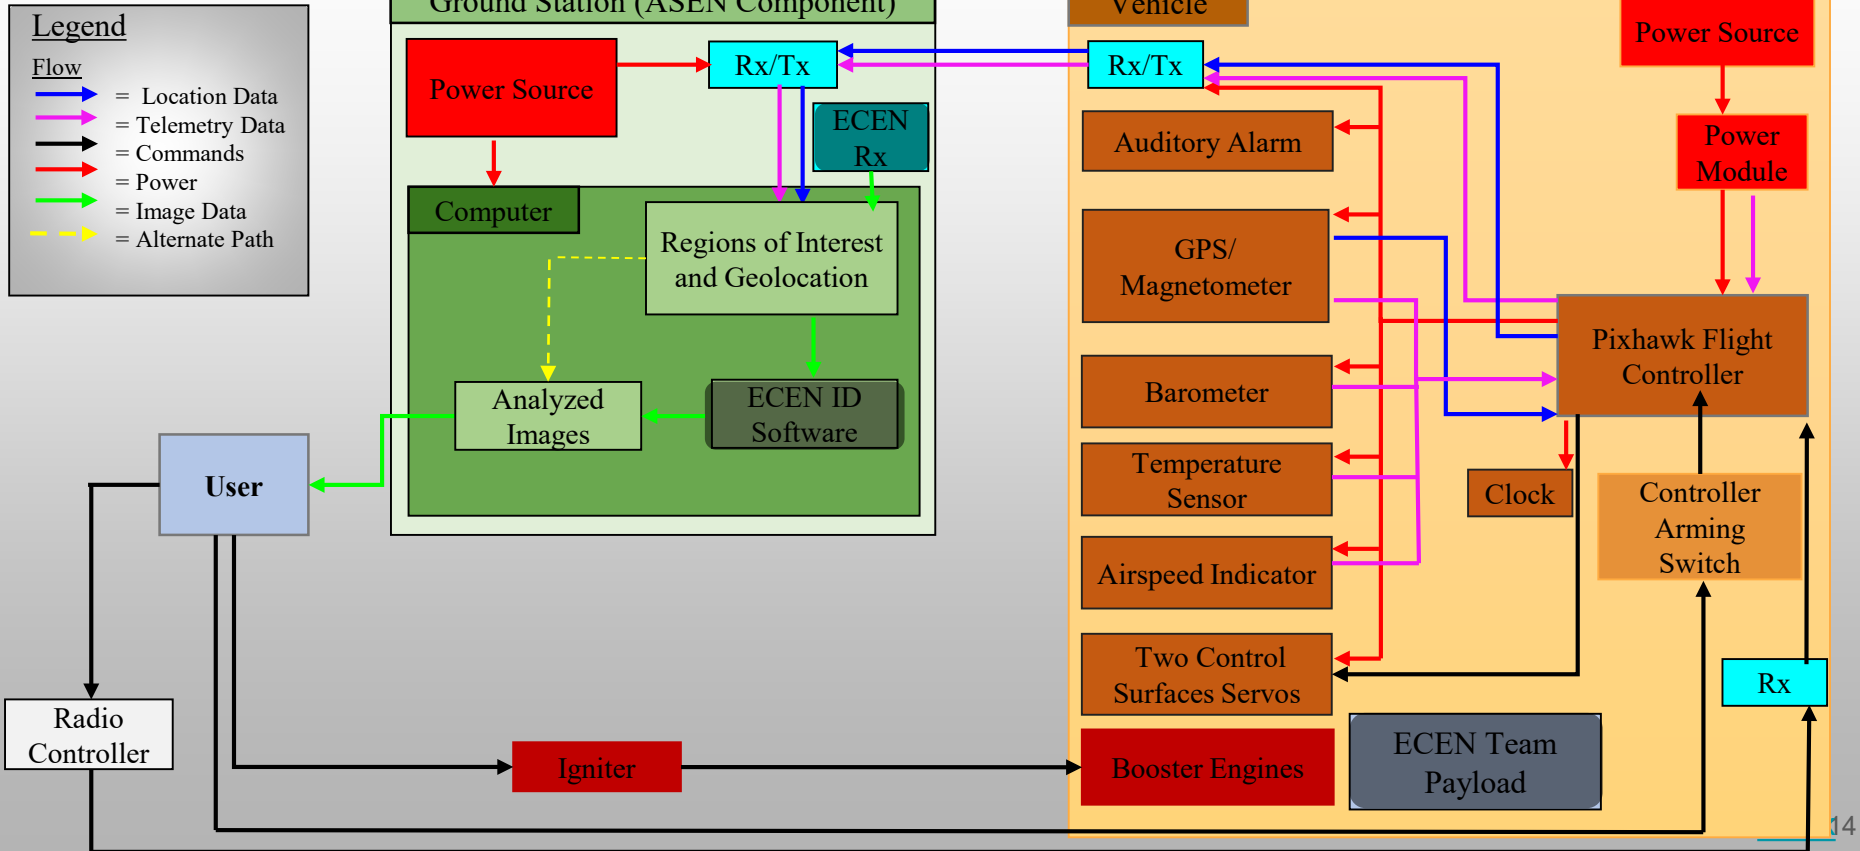 Legend
Flow
= Location Data
= Telemetry Data
= Commands
= Power
= Image Data
= Alternate Path
Ground Station (ASEN Component)
Power Source
Rx/Tx
ECEN
Rx
Computer
Regions of Interest
and Geolocation
Analyzed
Images
ECEN ID
Software
User
Radio
Controller
Igniter
Vehicle
Rx/Tx
Auditory Alarm
GPS/
Magnetometer
Barometer
Temperature
Sensor
Airspeed Indicator
Two Control
Surfaces Servos
Booster Engines
ECEN Team
Payload
Power Source
Power
Module
Pixhawk Flight
Controller
Clock
Controller
Arming
Switch
Rx
14